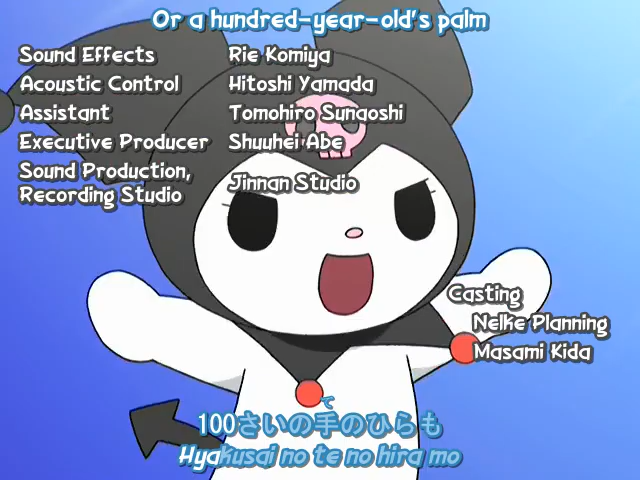 Or a hundred-year-old's palm
Sound Effects Rie Komiya
Acoustic Control Hitoshi Yamada
Assistant Tomohiro Sunaoshi
Executive Producer Shuuhei Abe
Sound Production,
Recording Studio Jinnan Studio
Casting
Nelke Planning
Masami Kida
て
100さいの手のひらも
Hyakusai no te no hira mo